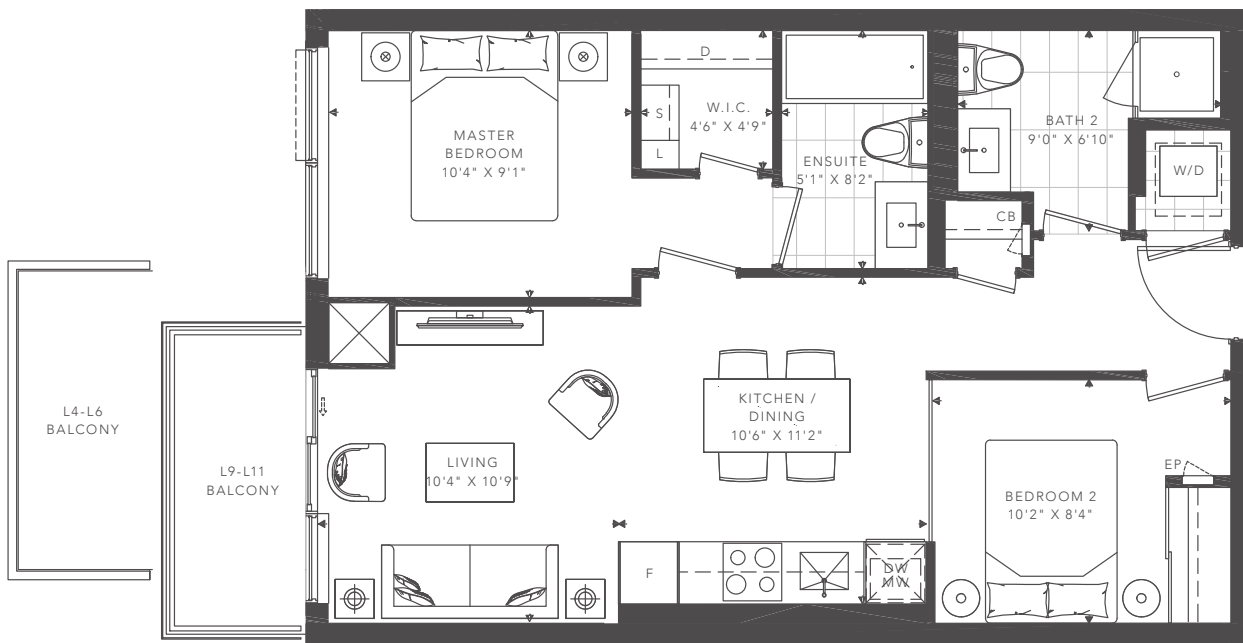 MASTER
BEDROOM
10'4" X 9'1"
D
S
L
W.I.C.
4'6" X 4'9"
ENSUITE
5'1" X 8'2"
BATH 2
9'0" X 6'10"
W/D
CB
L4-L6
BALCONY
L9-L11
BALCONY
LIVING
10'4" X 10'9"
KITCHEN /
DINING
10'6" X 11'2"
F
DW
MW
EP
BEDROOM 2
10'2" X 8'4"